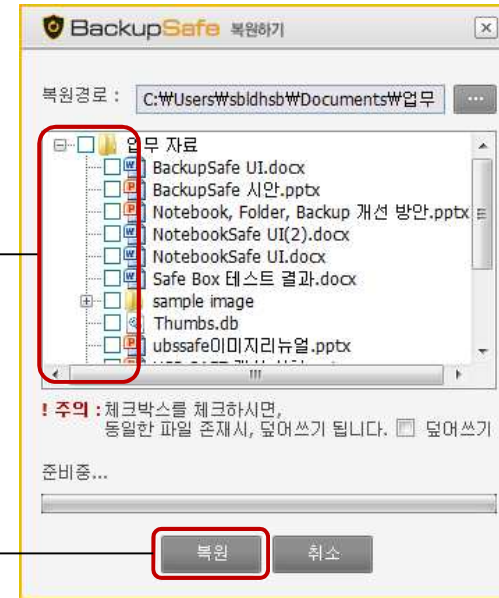 BackupSafe 복원하기
복원경로 : C:₩Users₩sbldhsb₩Documents₩업무 ...
업무 자료
BackupSafe UI.docx
BackupSafe 시안.pptx
Notebook, Folder, Backup 개선 방안.pptx
NotebookSafe UI(2).docx
NotebookSafe UI.docx
Safe Box 테스트 결과.docx
sample image
Thumbs.db
ubssafe이미지리뉴얼.pptx
! 주의 : 체크박스를 체크하시면,
동일한 파일 존재시, 덮어쓰기 됩니다. 덮어쓰기
준비중...
복원 취소